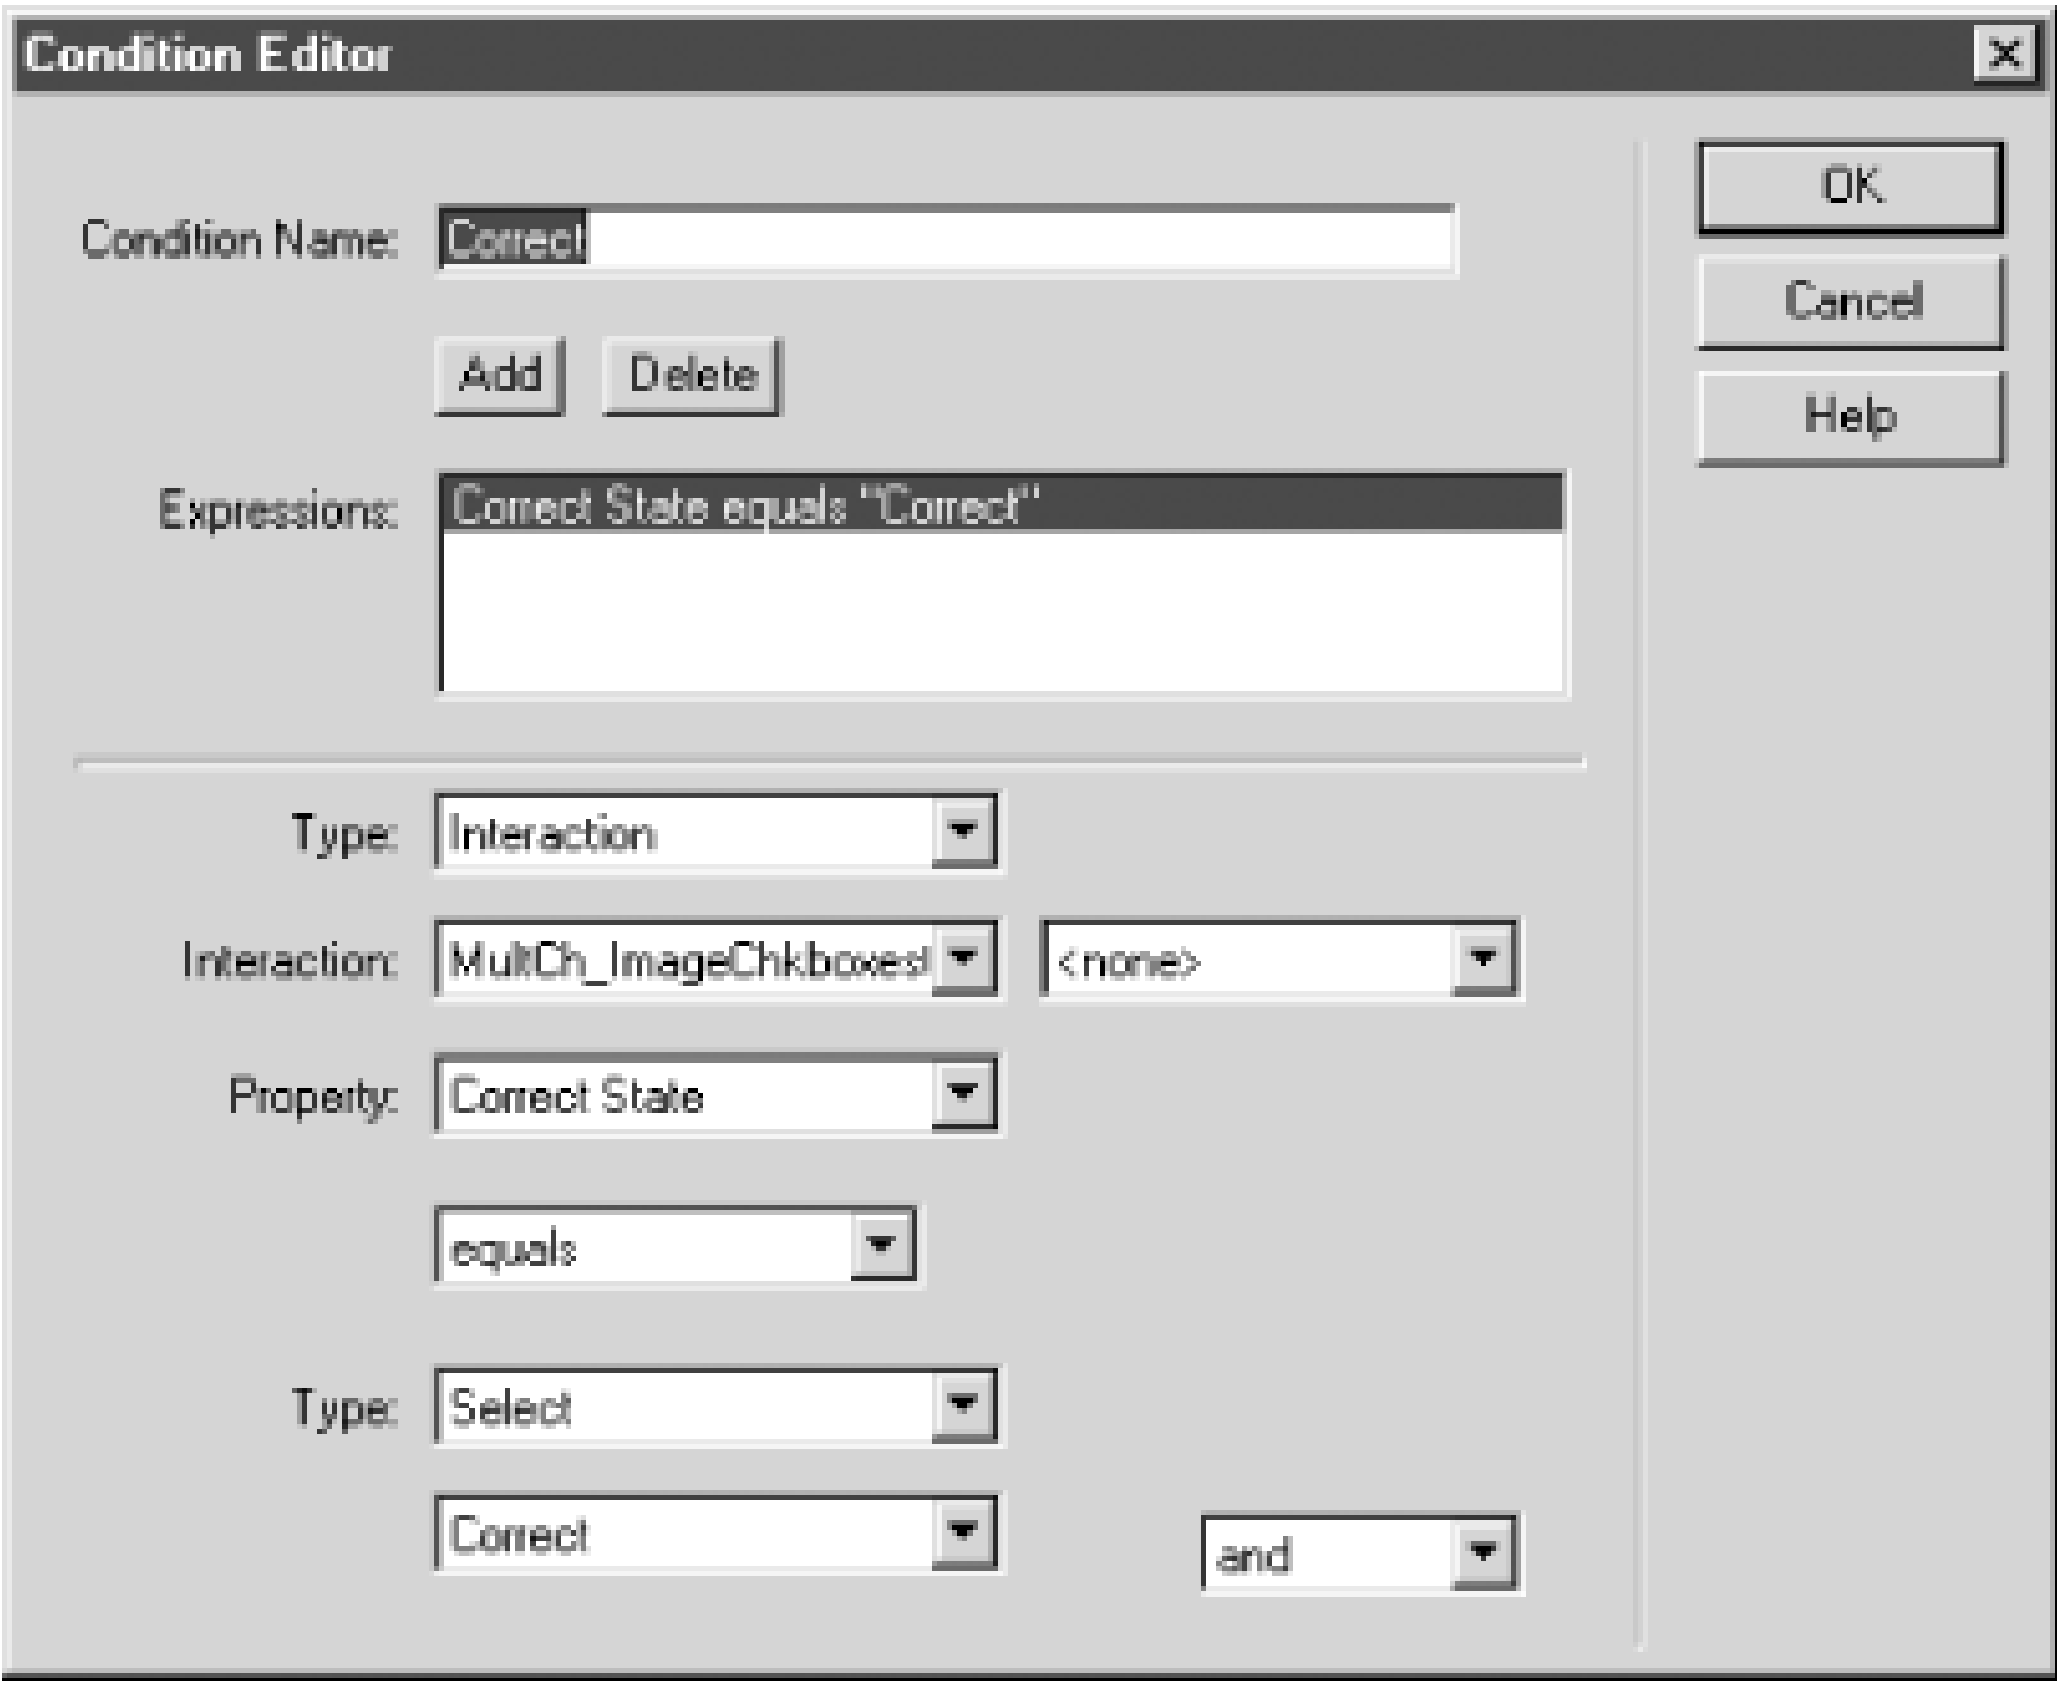 Condition Editor
Condition Name: Correct
OK
Cancel
Help
Add Delete
Expressions: Correct State equals "Correct"
Type: Interaction
Interaction: <none>
Property: Correct State
equals
Type: Select
Correct and